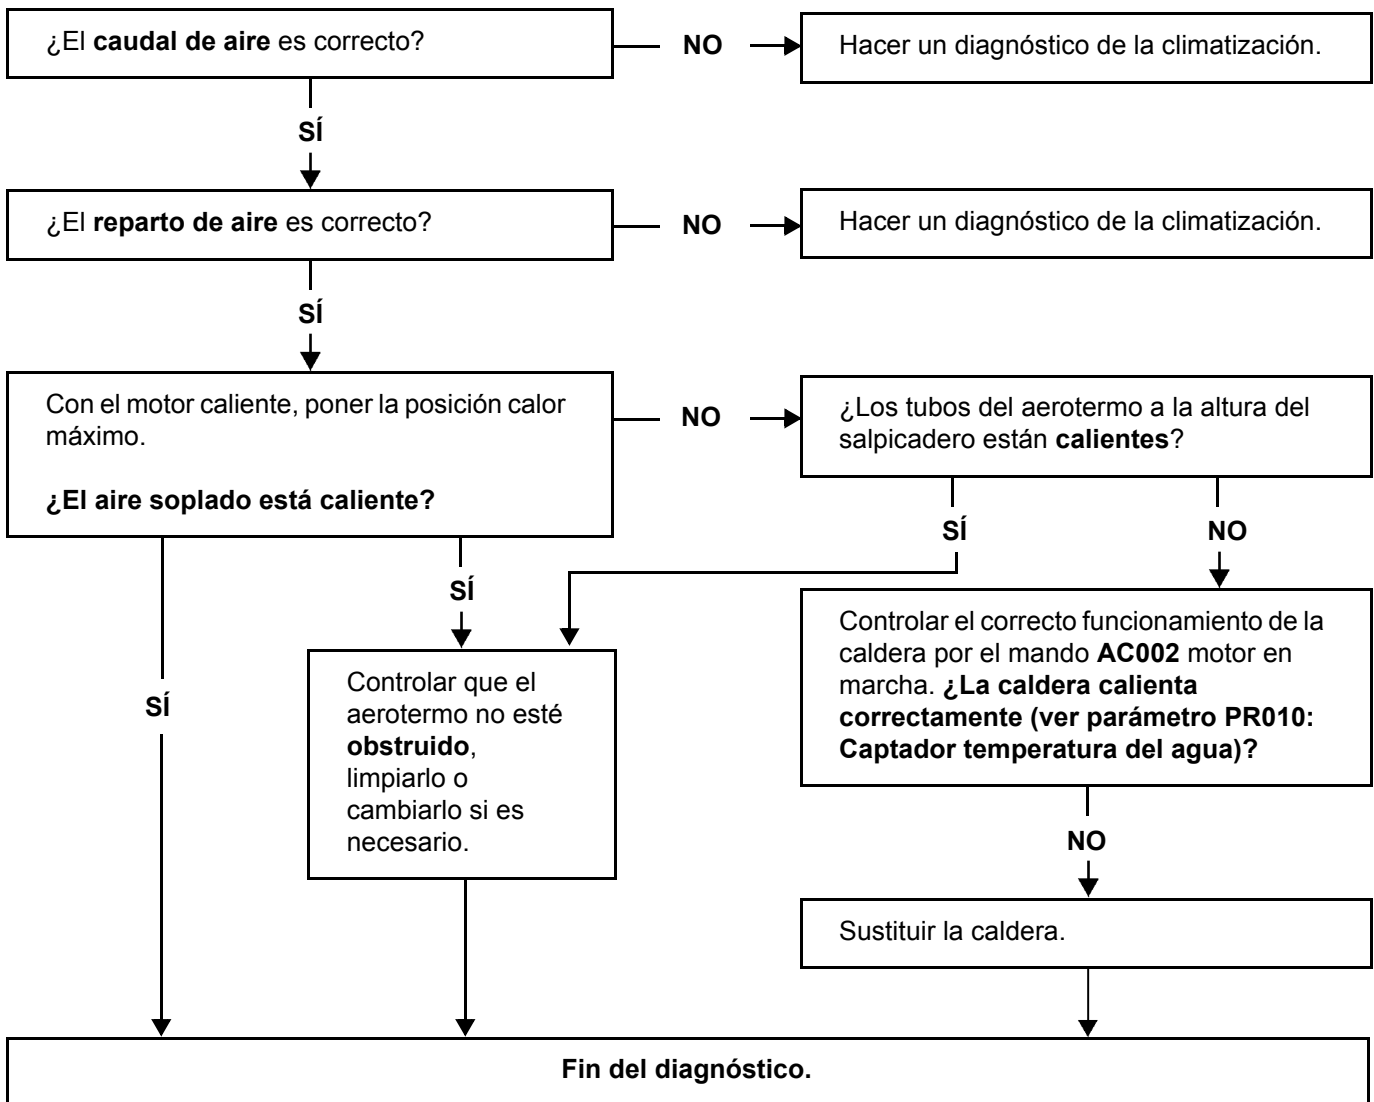 ¿El caudal de aire es correcto?
NO
Hacer un diagnóstico de la climatización.
SÍ
¿El reparto de aire es correcto?
NO
Hacer un diagnóstico de la climatización.
SÍ
Con el motor caliente, poner la posición calor
máximo.
¿El aire soplado está caliente?
NO
¿Los tubos del aerotermo a la altura del
salpicadero están calientes?
SÍ
NO
SÍ
SÍ
Controlar que el
aerotermo no esté
obstruido,
limpiarlo o
cambiarlo si es
necesario.
Controlar el correcto funcionamiento de la
caldera por el mando AC002 motor en
marcha. ¿La caldera calienta
correctamente (ver parámetro PR010:
Captador temperatura del agua)?
NO
Sustituir la caldera.
Fin del diagnóstico.